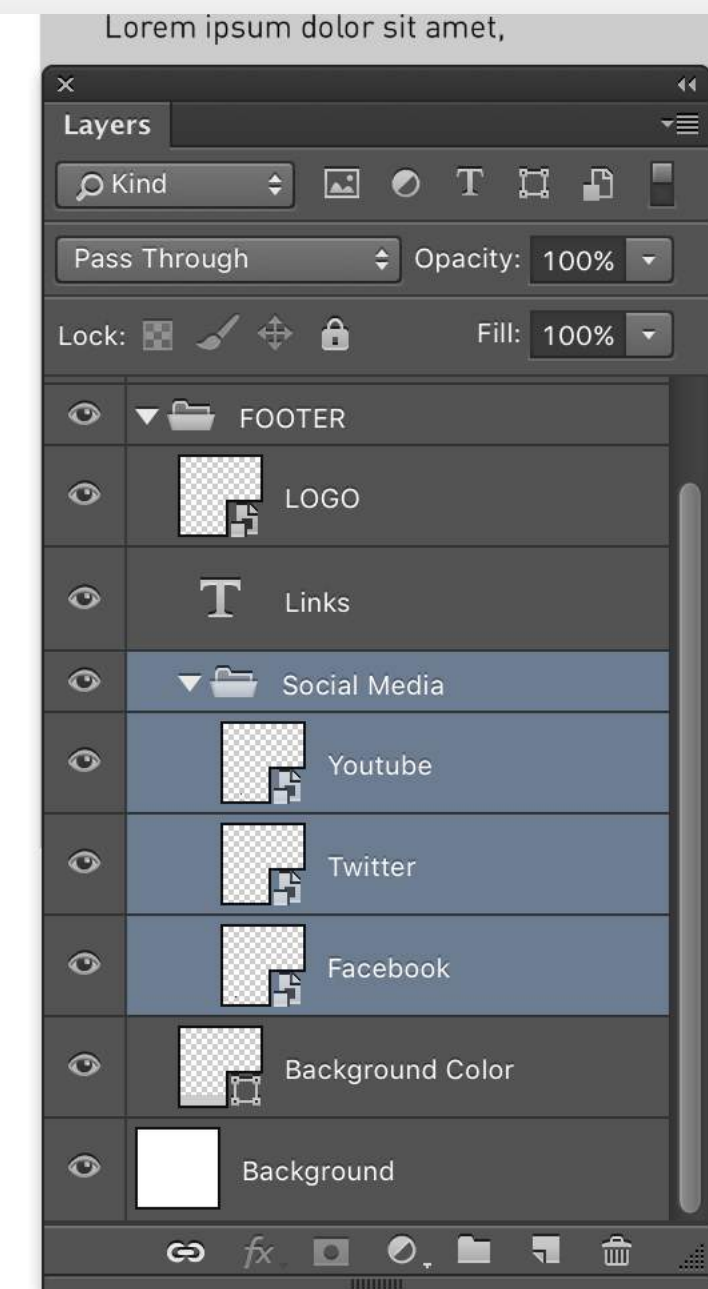 Lorem ipsum dolor sit amet,
Layers
Kind
T
Pass Through Opacity: 100%
Lock: Fill: 100%
FOOTER
LOGO
T Links
Social Media
Youtube
Twitter
Facebook
Background Color
Background
fx